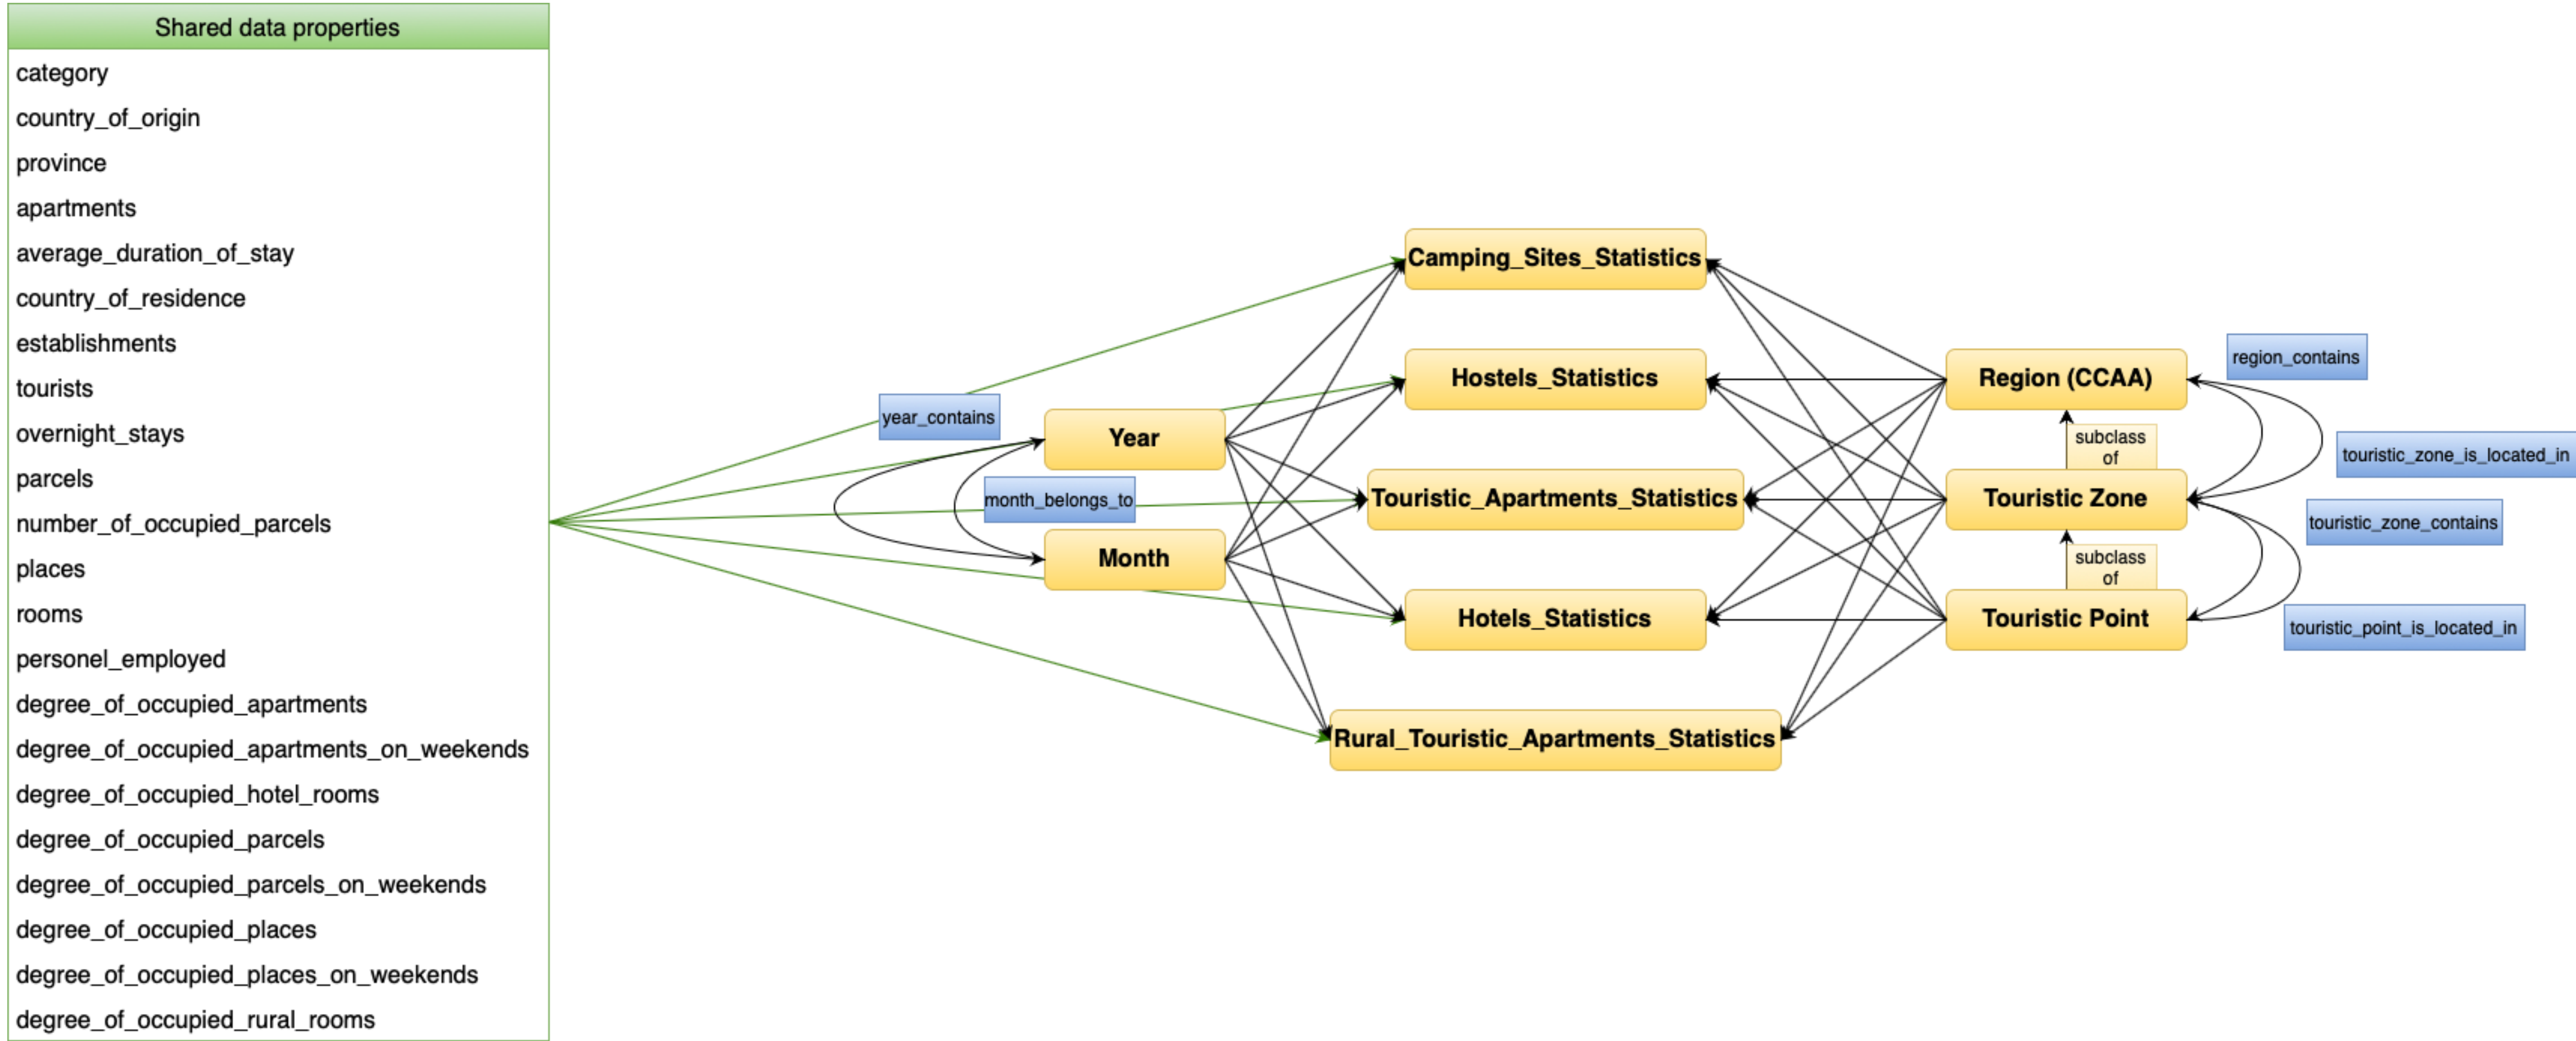 Shared data properties
category
country_of_origin
province
apartments
average_duration_of_stay
country_of_residence
establishments
tourists
overnight_stays
parcels
number_of_occupied_parcels
places
rooms
personel_employed
degree_of_occupied_apartments
degree_of_occupied_apartments_on_weekends
degree_of_occupied_hotel_rooms
degree_of_occupied_parcels
degree_of_occupied_parcels_on_weekends
degree_of_occupied_places
degree_of_occupied_places_on_weekends
degree_of_occupied_rural_rooms
year_contains
Year
month_belongs_to
Month
Camping_Sites_Statistics
Hostels_Statistics
Touristic_Apartments_Statistics
Hotels_Statistics
Rural_Touristic_Apartments_Statistics
Region (CCAA)
subclass
of
Touristic Zone
subclass
of
Touristic Point
region_contains
touristic_zone_is_located_in
touristic_zone_contains
touristic_point_is_located_in